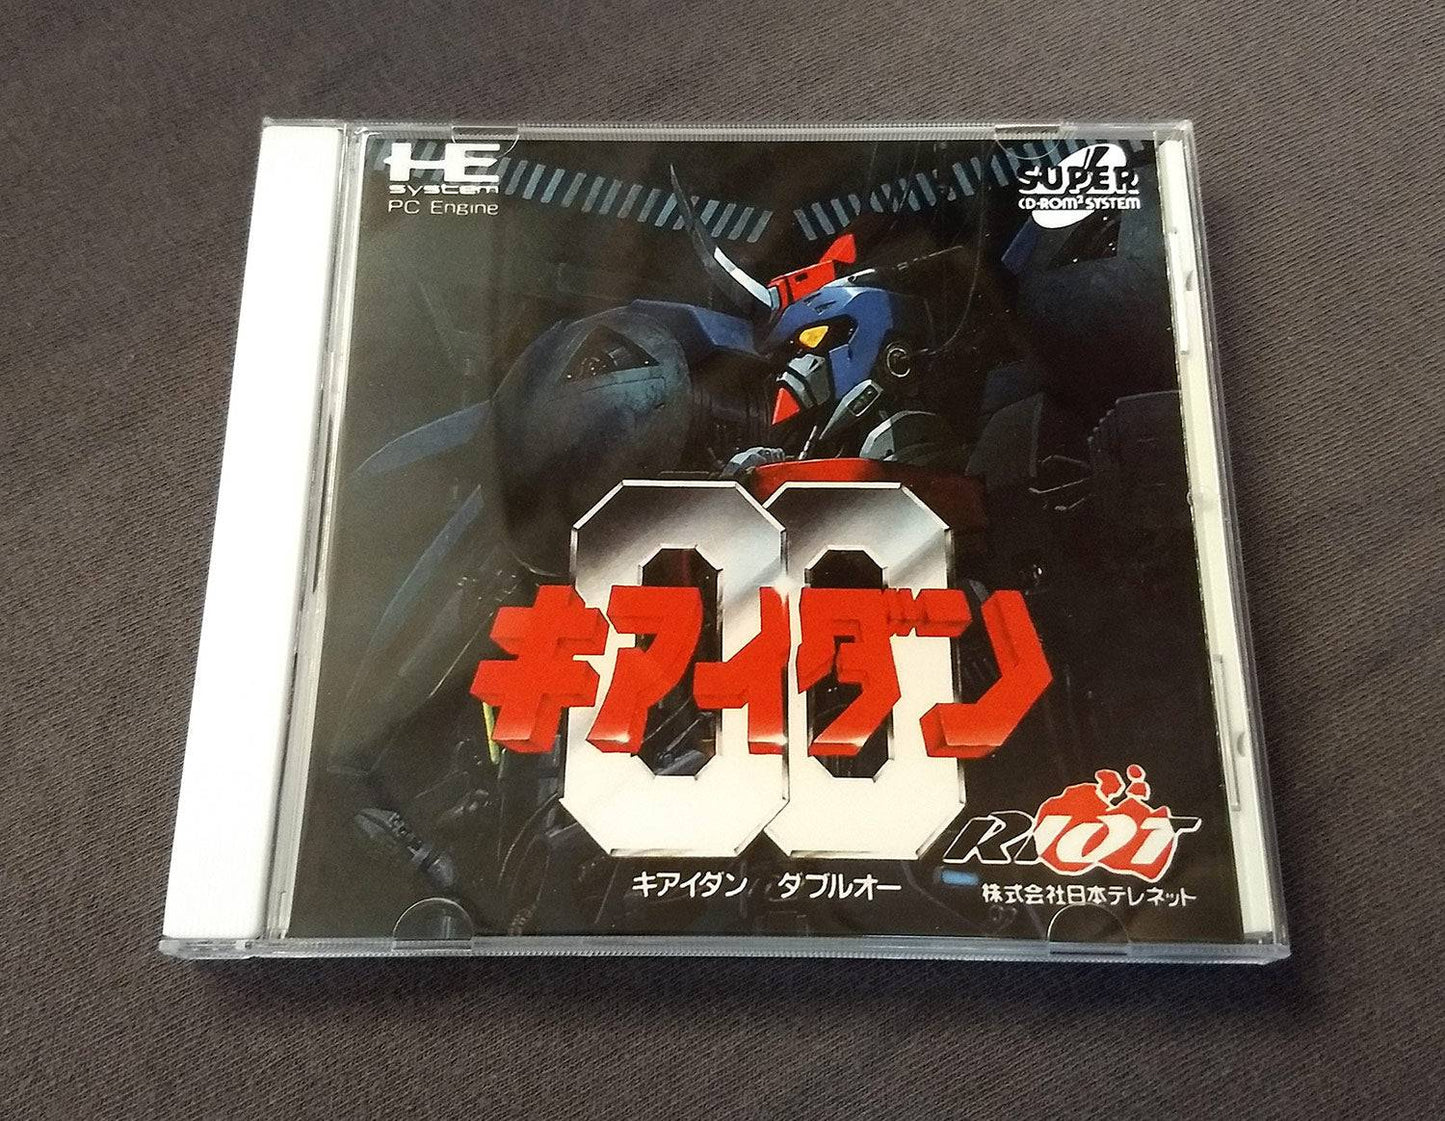 HE
system
PC Engine
SUPER
CD-ROM² SYSTEM
00
キアイダン
キアイダン ダブルオー
RIOT
株式会社日本テレネット